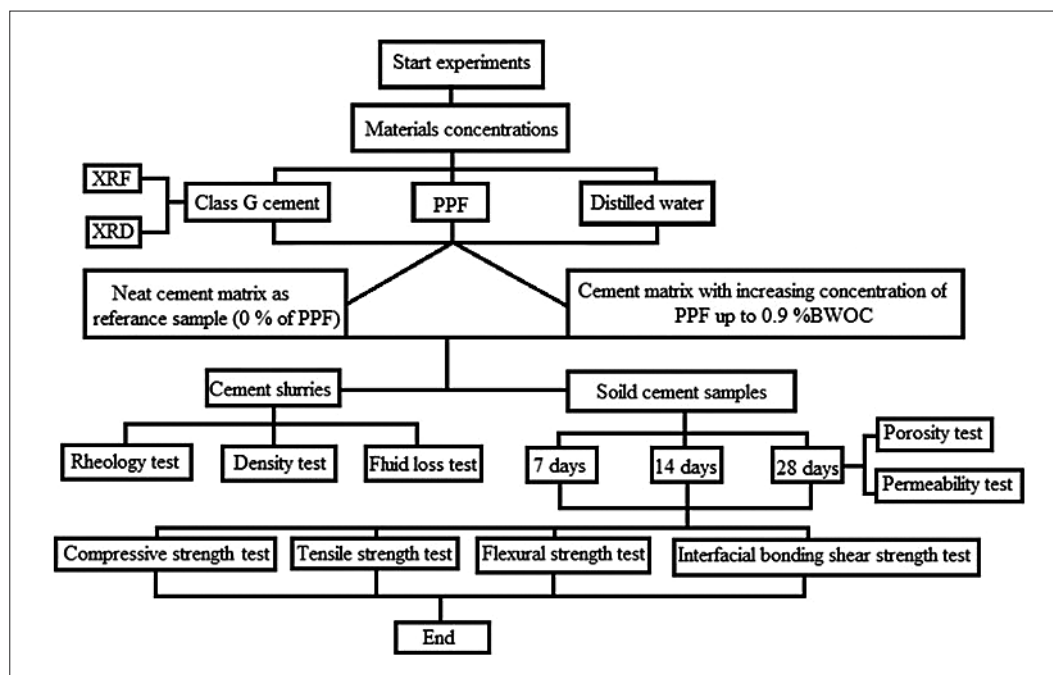 Start experiments
Materials concentrations
XRF
XRD
Class G cement
PPF
Distilled water
Neat cement matrix as
referance sample (0 % of PPF)
Cement matrix with increasing concentration of
PPF up to 0.9 %BWOC
Cement slurries
Soild cement samples
Rheology test
Density test
Fluid loss test
7 days
14 days
28 days
Porosity test
Permeability test
Compressive strength test
Tensile strength test
Flexural strength test
Interfacial bonding shear strength test
End